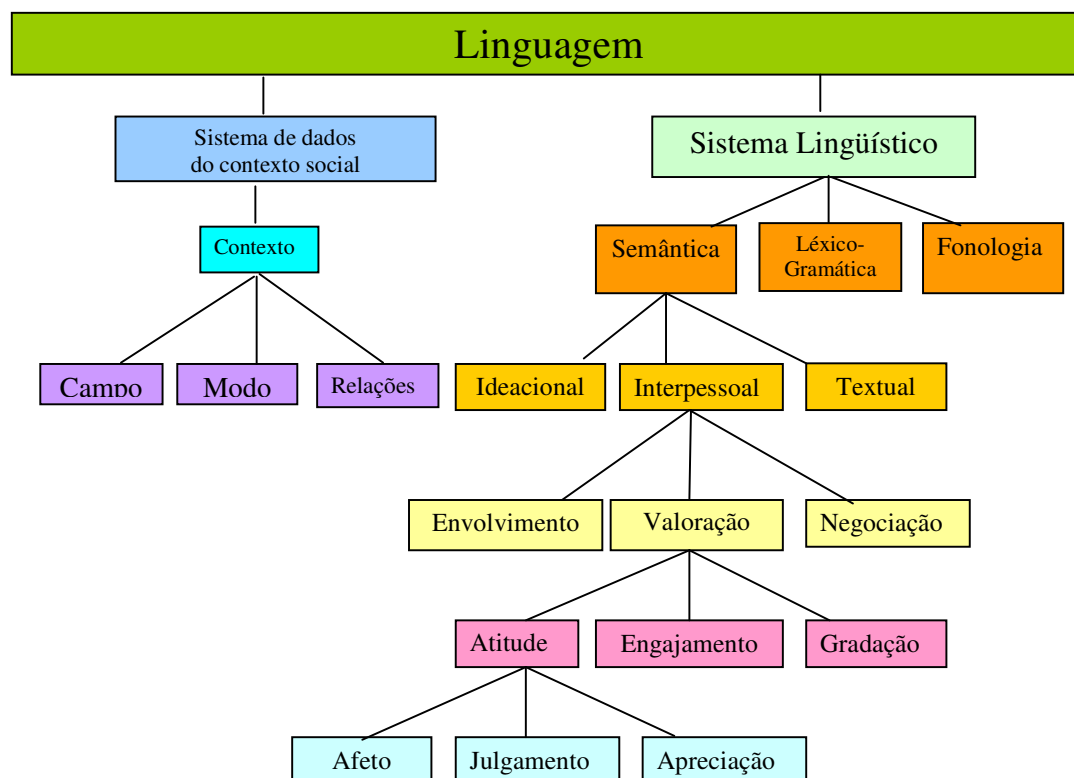 Linguagem
Sistema de dados
do contexto social
Sistema Lingüístico
Contexto
Semântica
Léxico-
Gramática
Fonologia
Campo
Modo
Relações
Ideacional
Interpessoal
Textual
Envolvimento
Valoração
Negociação
Atitude
Engajamento
Gradação
Afeto
Julgamento
Apreciação